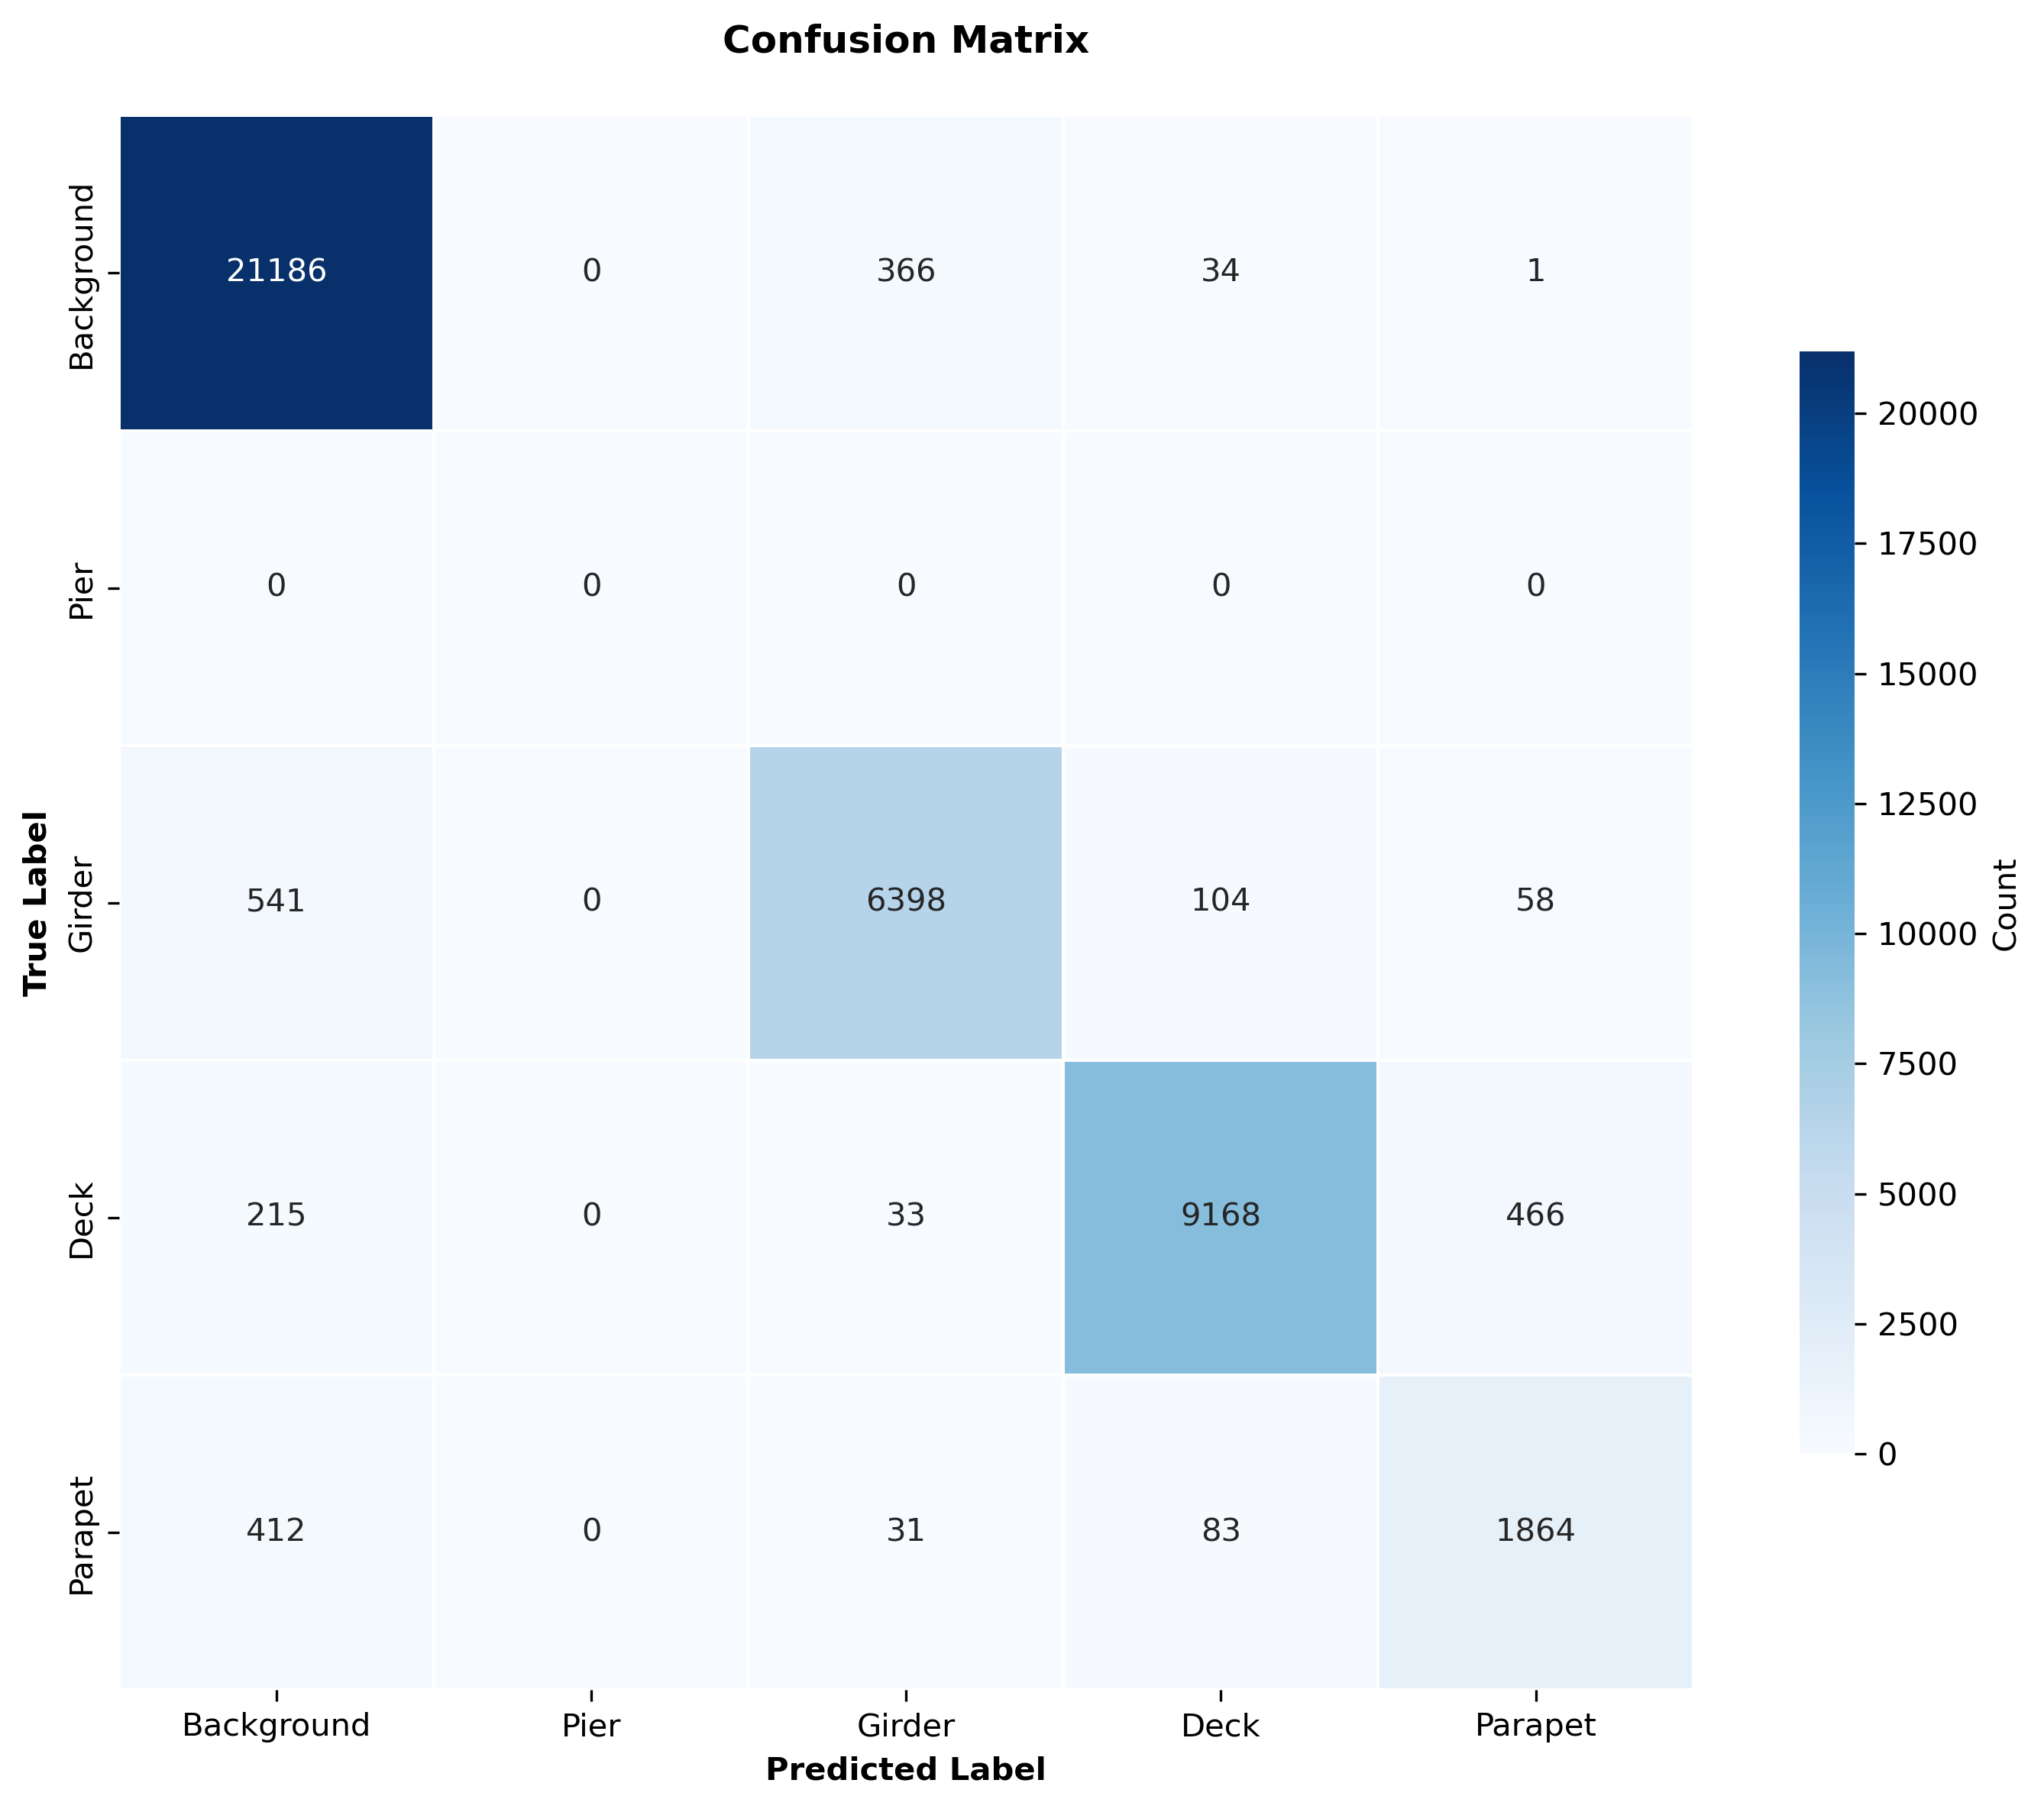 Confusion Matrix
True Label
Background
21186 0 366 34 1
Pier
0 0 0 0 0
Girder
541 0 6398 104 58
Deck
215 0 33 9168 466
Parapet
412 0 31 83 1864
Background Pier Girder Deck Parapet
Predicted Label
20000
17500
15000
12500
10000
7500
5000
2500
0
Count